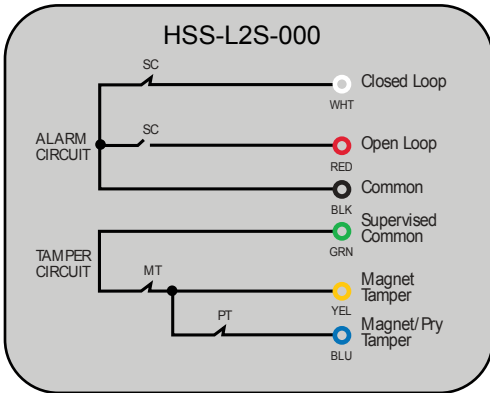 HSS-L2S-000
SC
Closed Loop
WHT
ALARM
CIRCUIT
SC
Open Loop
RED
Common
BLK
Supervised
Common
GRN
TAMPER
CIRCUIT
MT
Magnet
Tamper
YEL
PT
Magnet/Pry
Tamper
BLU